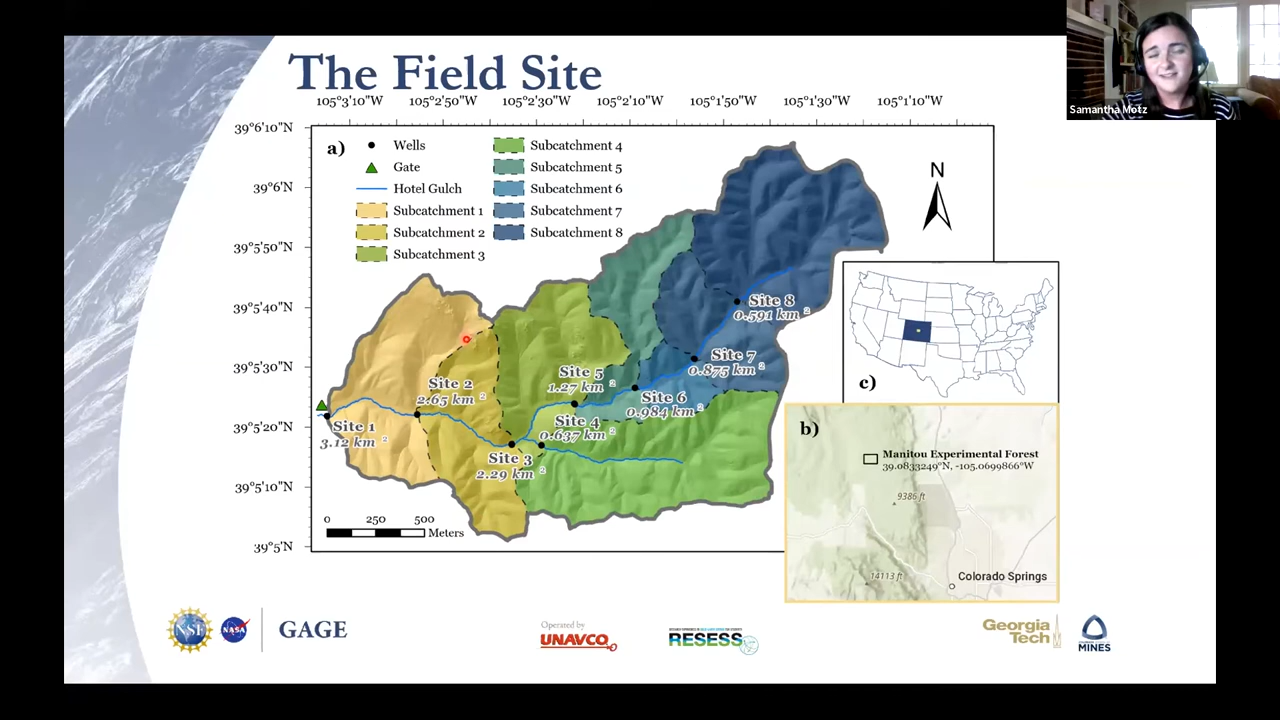 The Field Site
105°3'10"W 105°2'50"W 105°2'30"W 105°2'10"W 105°1'50"W 105°1'30"W 105°1'10"W
39°6'10"N
39°6'N
39°5'50"N
39°5'40"N
39°5'30"N
39°5'20"N
39°5'10"N
39°5'N
a)
Wells
Gate
Hotel Gulch
Subcatchment 1
Subcatchment 2
Subcatchment 3
Subcatchment 4
Subcatchment 5
Subcatchment 6
Subcatchment 7
Subcatchment 8
N
Site 8
0.591 km ²
Site 7
0.875 km ²
Site 6
0.984 km ²
Site 5
1.27 km ²
Site 4
0.637 km ²
Site 3
2.29 km ²
Site 2
2.65 km ²
Site 1
3.12 km ²
0 250 500
Meters
c)
b)
Manitou Experimental Forest
39.0833249°N, -105.0699866°W
9386 ft
14113 ft
Colorado Springs
NSF
NASA
GAGE
Operated by
UNAVCO
RESESS
Georgia
Tech
MINES
Samantha Motz